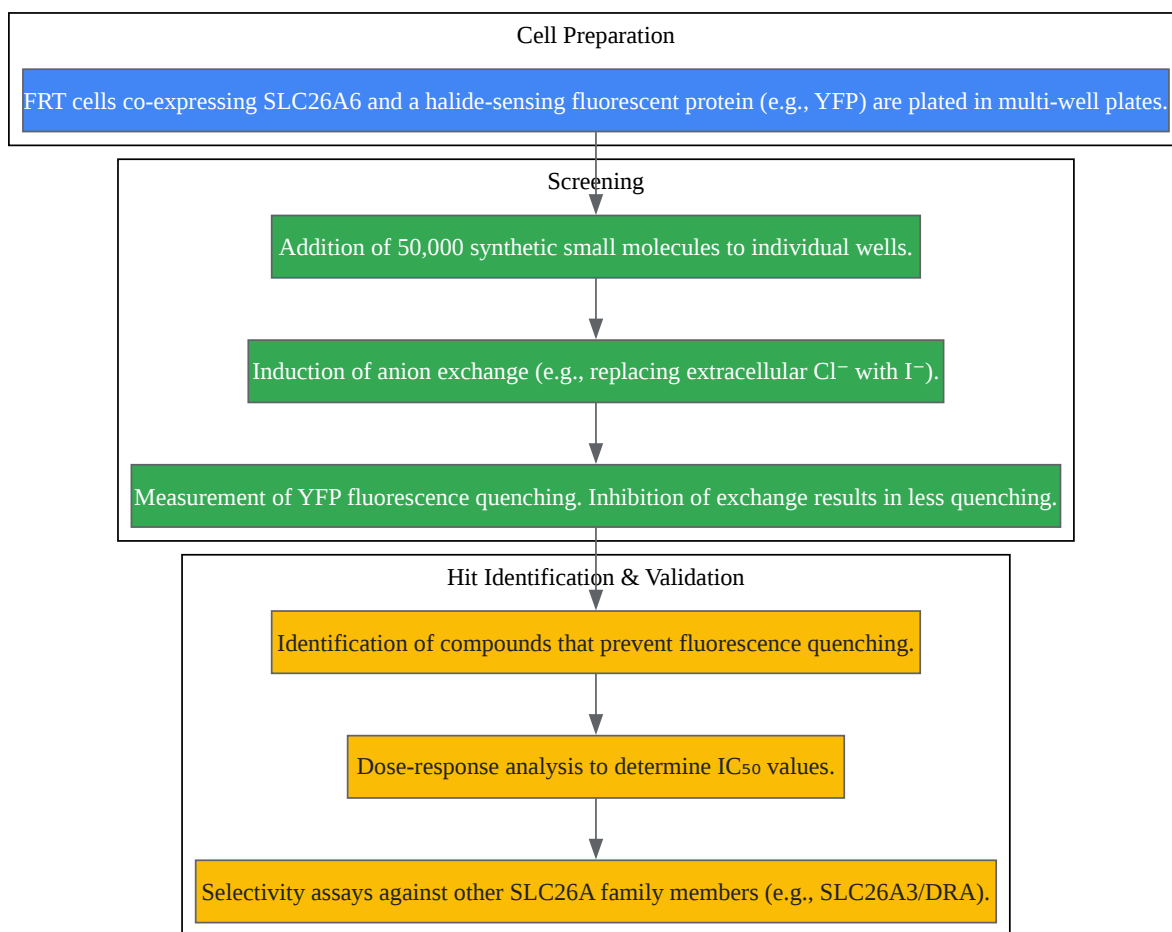 Cell Preparation
FRT cells co-expressing SLC26A6 and a halide-sensing fluorescent protein (e.g., YFP) are plated in multi-well plates.
Screening
Addition of 50,000 synthetic small molecules to individual wells.
Induction of anion exchange (e.g., replacing extracellular Cl⁻ with I⁻).
Measurement of YFP fluorescence quenching. Inhibition of exchange results in less quenching.
Hit Identification & Validation
Identification of compounds that prevent fluorescence quenching.
Dose-response analysis to determine IC₅₀ values.
Selectivity assays against other SLC26A family members (e.g., SLC26A3/DRA).